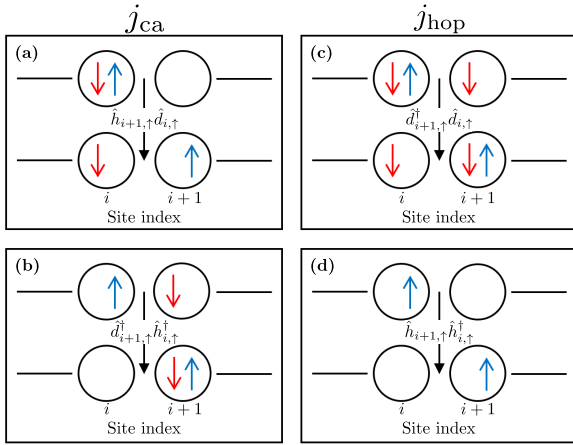 j_ca
j_hop
(a)
ĥ_{i+1,↑} d̂_{i,↑}
i
i + 1
Site index
(c)
d̂†_{i+1,↑} d̂_{i,↑}
i
i + 1
Site index
(b)
d̂†_{i+1,↑} ĥ†_{i,↑}
i
i + 1
Site index
(d)
ĥ_{i+1,↑} ĥ†_{i,↑}
i
i + 1
Site index